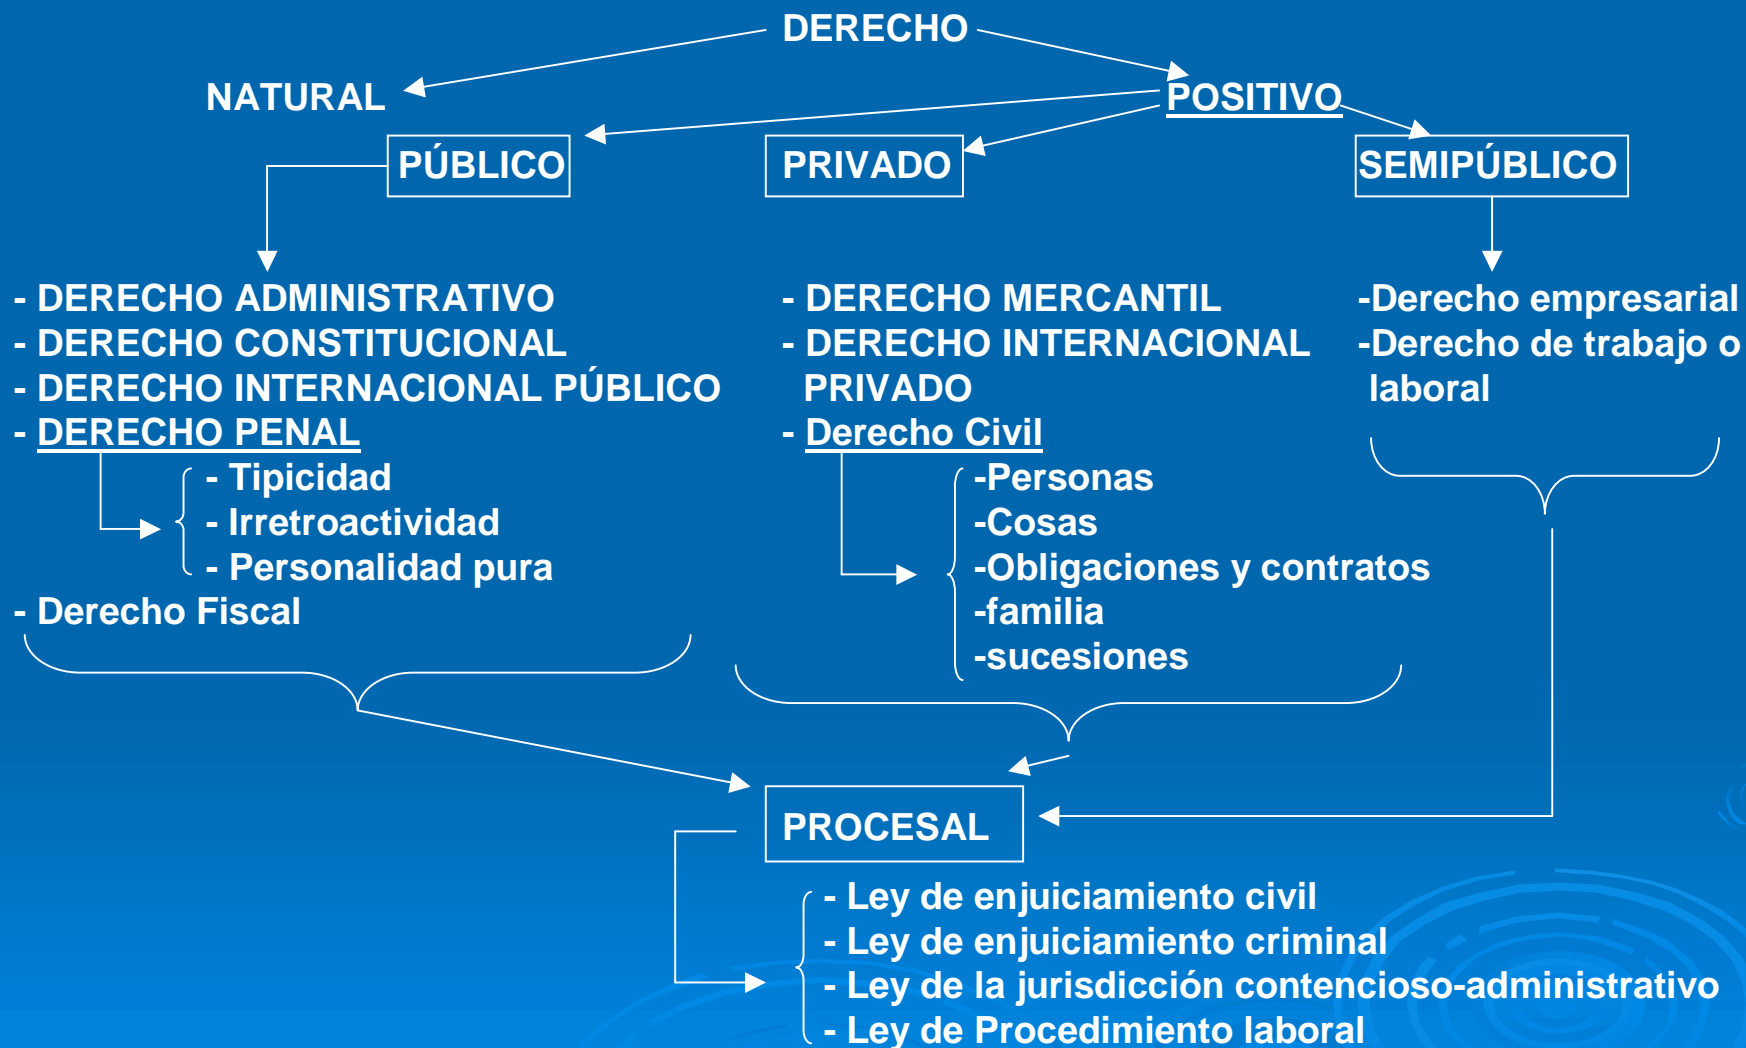 DERECHO
NATURAL
POSITIVO
PÚBLICO
PRIVADO
SEMIPÚBLICO
- DERECHO ADMINISTRATIVO
- DERECHO CONSTITUCIONAL
- DERECHO INTERNACIONAL PÚBLICO
- DERECHO PENAL
- Tipicidad
- Irretroactividad
- Personalidad pura
- Derecho Fiscal
- DERECHO MERCANTIL
- DERECHO INTERNACIONAL
PRIVADO
- Derecho Civil
-Personas
-Cosas
-Obligaciones y contratos
-familia
-sucesiones
-Derecho empresarial
-Derecho de trabajo o
laboral
PROCESAL
- Ley de enjuiciamiento civil
- Ley de enjuiciamiento criminal
- Ley de la jurisdicción contencioso-administrativo
- Ley de Procedimiento laboral